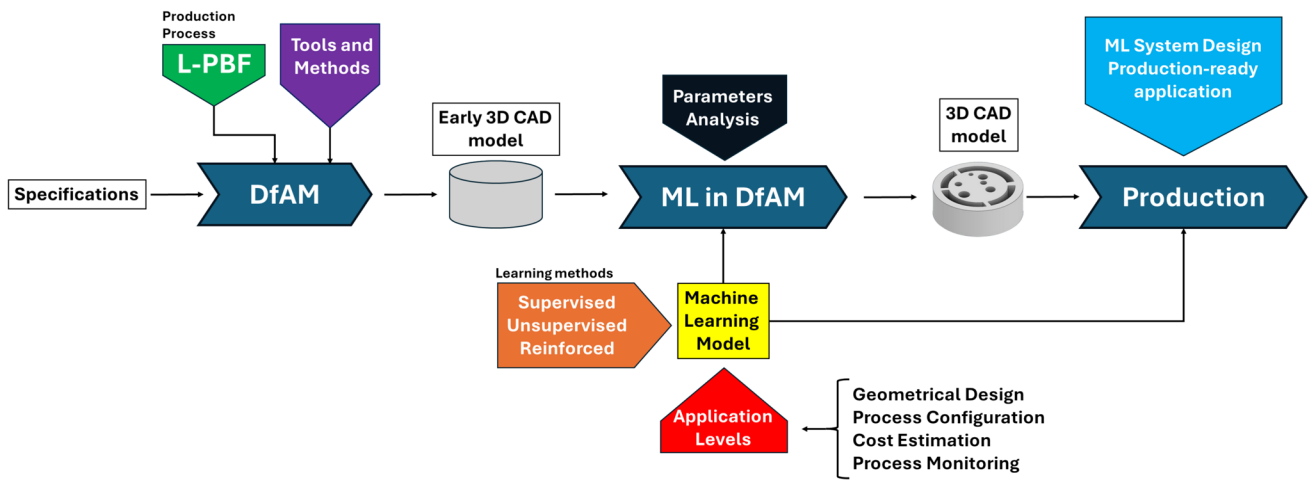 Production
Process
L-PBF
Tools and
Methods
Specifications
DfAM
Early 3D CAD
model
Parameters
Analysis
ML in DfAM
3D CAD
model
ML System Design
Production-ready
application
Production
Learning methods
Supervised
Unsupervised
Reinforced
Machine
Learning
Model
Application
Levels
Geometrical Design
Process Configuration
Cost Estimation
Process Monitoring